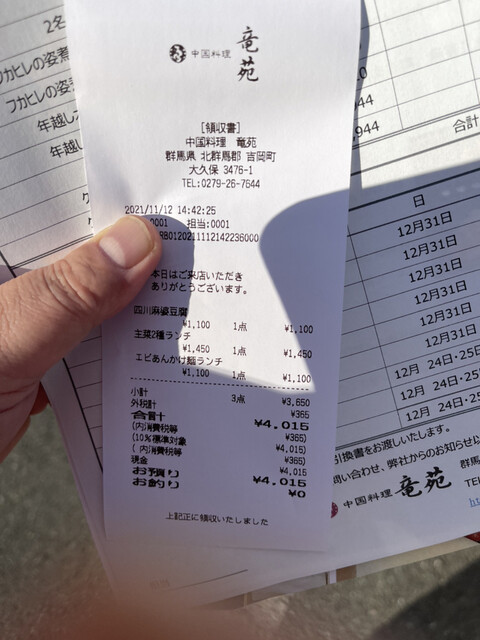 中国料理 竜苑
[領収書]
中国料理 竜苑
群馬県 北群馬郡 吉岡町
大久保 3476-1
TEL:0279-26-7644
2021/11/12 14:42:25
0001 担当:0001
8012021112142236000
本日はご来店いただき
ありがとうございます。
四川麻婆豆腐
¥1,100 1点 ¥1,100
主菜2種ランチ
¥1,450 1点 ¥1,450
エビあんかけ麺ランチ
¥1,100 1点 ¥1,100
小計 3点 ¥3,650
外税計 ¥365
合計 ¥4,015
(内消費税等 ¥365)
(10%標準対象 ¥4,015)
(内消費税等 ¥365)
現金 ¥4,015
お預り ¥4,015
お釣り ¥0
上記正に領収いたしました
2名
フカヒレの姿煮
フカヒレの姿煮
年越し
年越し
44
944
合計
日
12月31日
12月31日
12月31日
12月31日
12月31日
12月 24日・25日
12月 24日・25日
12月 24日・25
引換書をお渡しいたします。
問い合わせ、弊社からのお知らせ
中国料理 竜苑 群馬
TE
ht